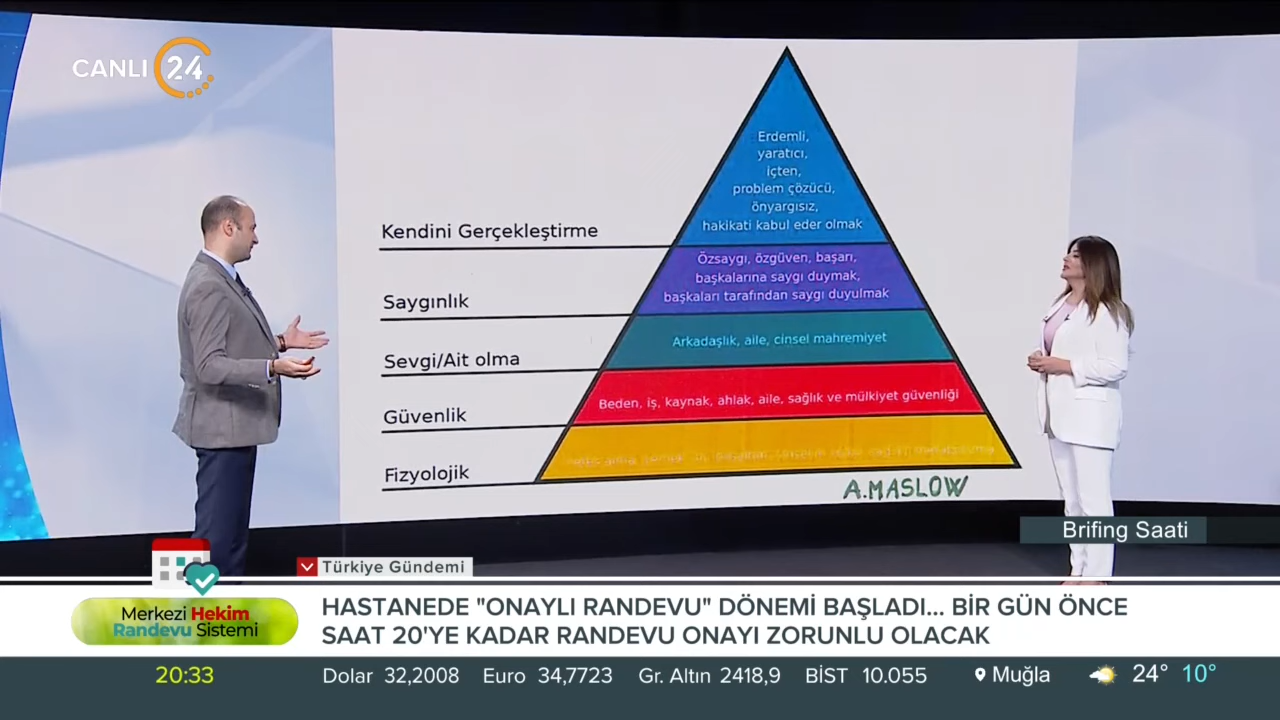 CANLI 24
Erdemli,
yaratıcı,
içten,
problem çözücü,
önyargısız,
hakikati kabul eder olmak
Kendini Gerçekleştirme
Özsaygı, özgüven, başarı,
başkalarına saygı duymak,
başkaları tarafından saygı duyulmak
Saygınlık
Arkadaşlık, aile, cinsel mahremiyet
Sevgi/Ait olma
Beden, iş, kaynak, ahlak, aile, sağlık ve mülkiyet güvenliği
Güvenlik
Fizyolojik
A.MASLOW
Brifing Saati
Türkiye Gündemi
Merkezi Hekim
Randevu Sistemi
HASTANEDE "ONAYLI RANDEVU" DÖNEMİ BAŞLADI... BİR GÜN ÖNCE
SAAT 20'YE KADAR RANDEVU ONAYI ZORUNLU OLACAK
20:33 Dolar 32,2008 Euro 34,7723 Gr. Altın 2418,9 BİST 10.055 Muğla 24° 10°